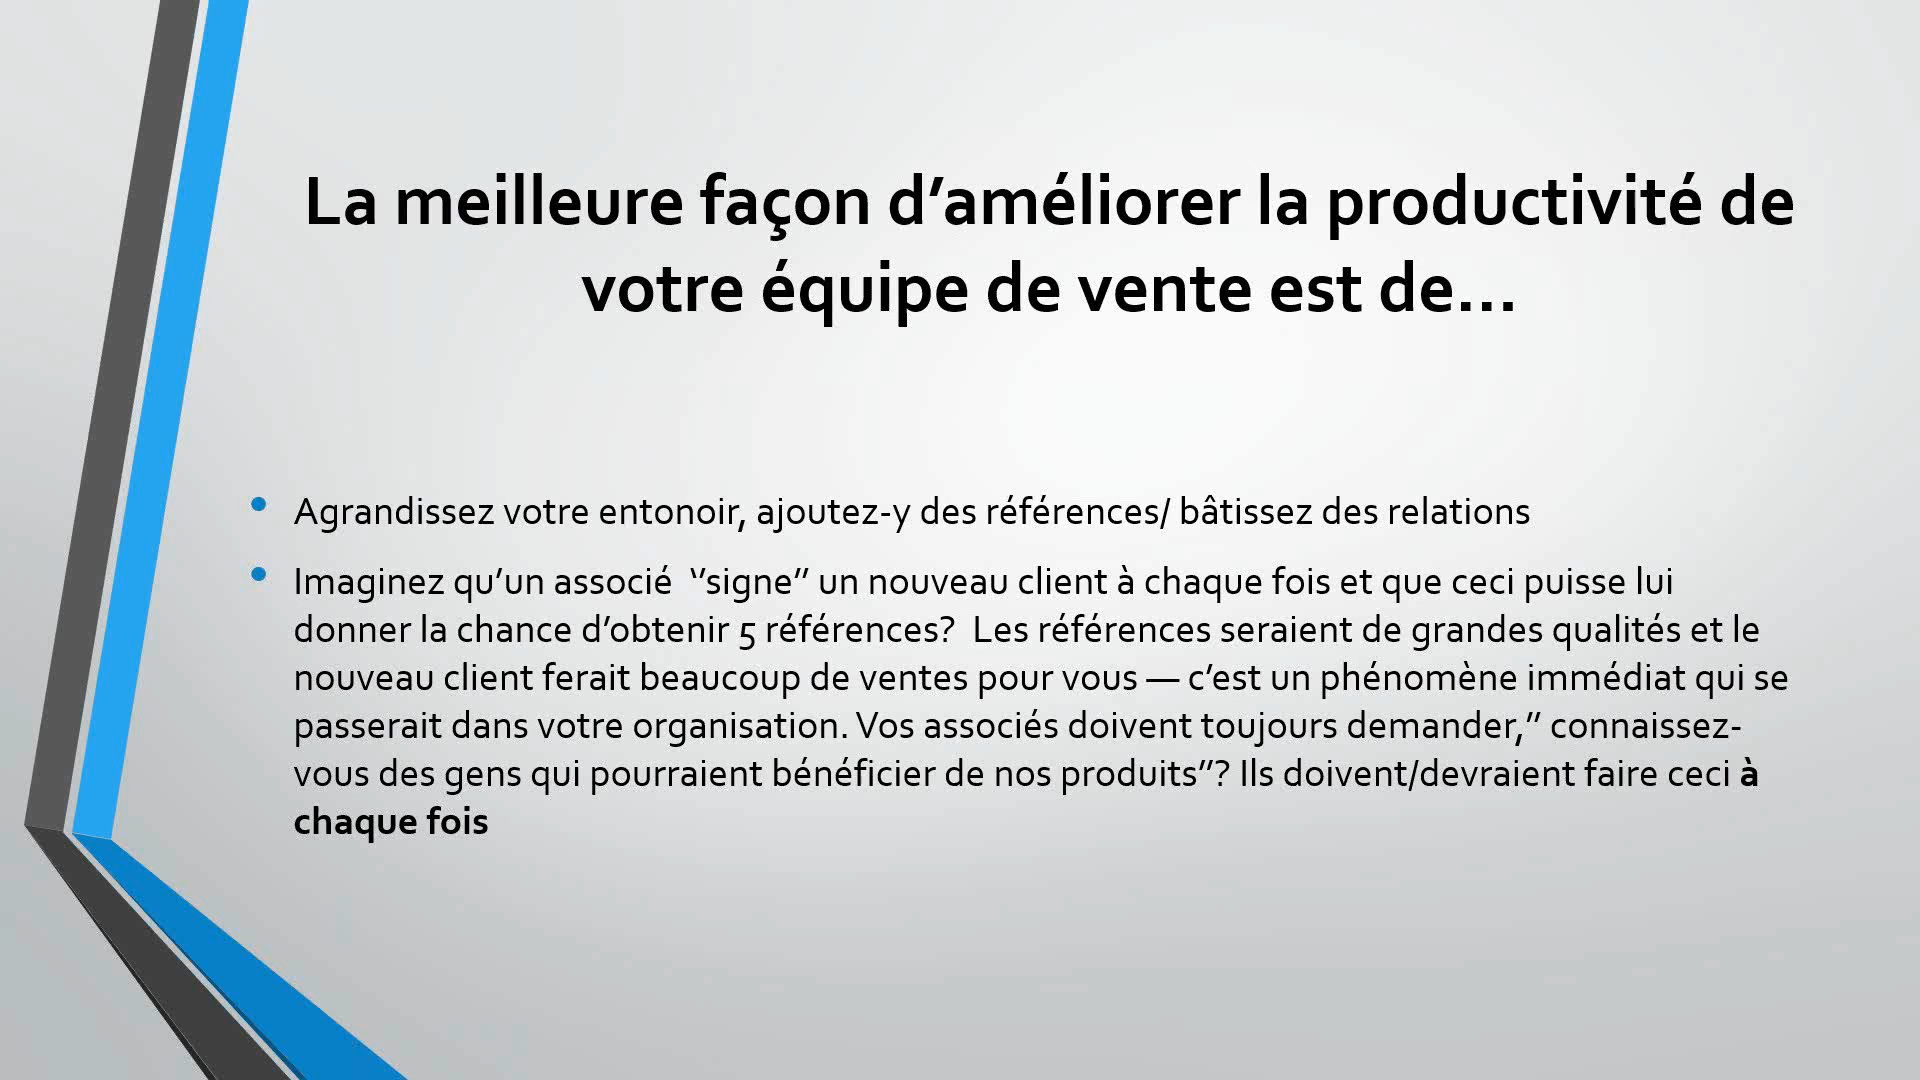 La meilleure façon d’améliorer la productivité de
votre équipe de vente est de…
• Agrandissez votre entonoir, ajoutez-y des références/ bâtissez des relations
• Imaginez qu’un associé  ‘’signe’’ un nouveau client à chaque fois et que ceci puisse lui
donner la chance d’obtenir 5 références?  Les références seraient de grandes qualités et le
nouveau client ferait beaucoup de ventes pour vous — c’est un phénomène immédiat qui se
passerait dans votre organisation. Vos associés doivent toujours demander,’’ connaissez-
vous des gens qui pourraient bénéficier de nos produits’’? Ils doivent/devraient faire ceci à
chaque fois